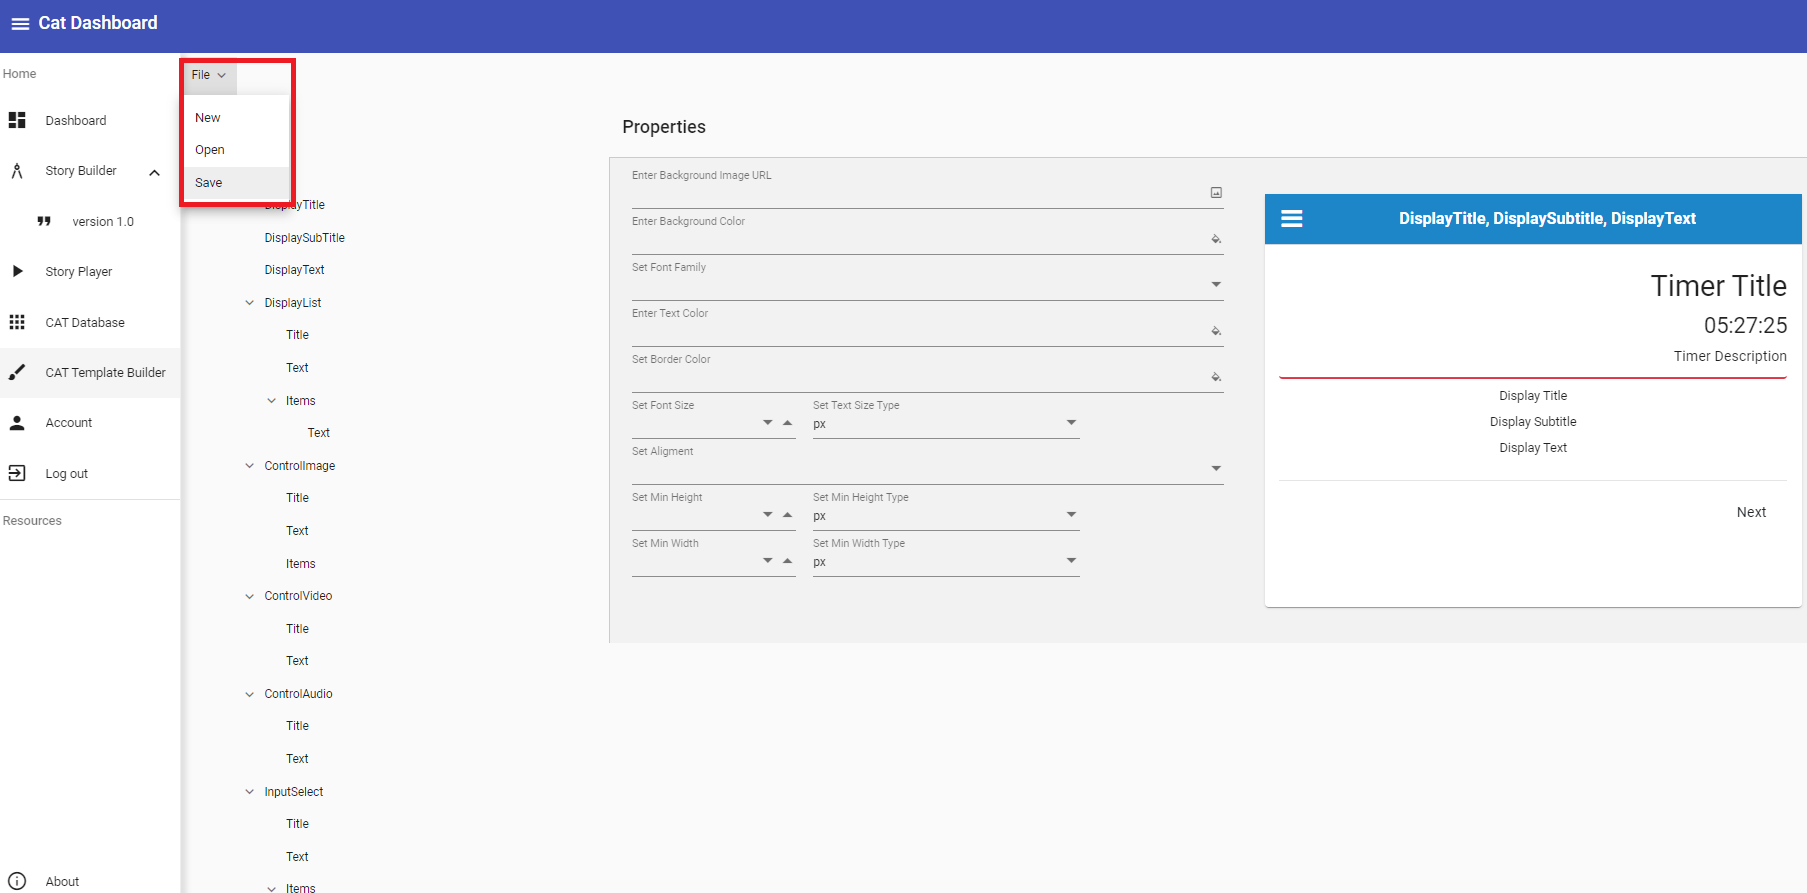 Cat Dashboard
Home
Dashboard
Story Builder
version 1.0
Story Player
CAT Database
CAT Template Builder
Account
Log out
Resources
About
File
New
Open
Save
DisplayTitle
DisplaySubTitle
DisplayText
DisplayList
Title
Text
Items
Text
ControlImage
Title
Text
Items
ControlVideo
Title
Text
ControlAudio
Title
Text
InputSelect
Title
Text
Items
Properties
Enter Background Image URL
Enter Background Color
Set Font Family
Enter Text Color
Set Border Color
Set Font Size Set Text Size Type
px
Set Aligment
Set Min Height Set Min Height Type
px
Set Min Width Set Min Width Type
px
DisplayTitle, DisplaySubtitle, DisplayText
Timer Title
05:27:25
Timer Description
Display Title
Display Subtitle
Display Text
Next